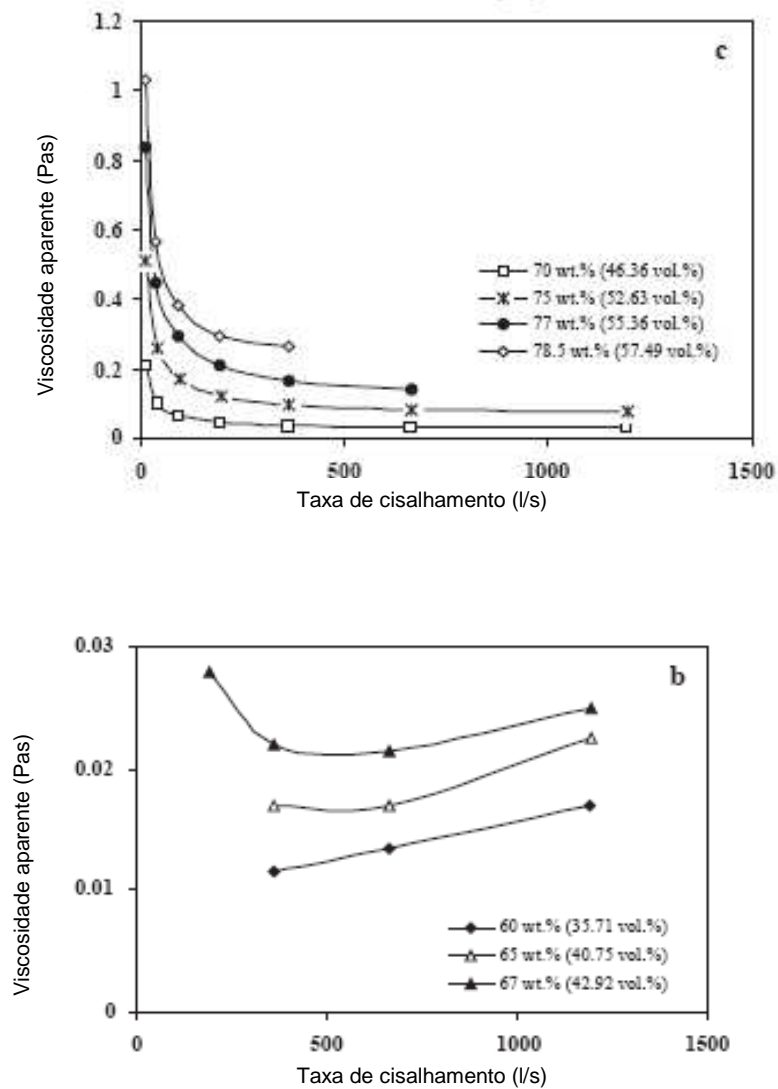 1.2
c
1
0.8
0.6
0.4
0.2
0
Viscosidade aparente (Pas)
70 wt.% (46.36 vol.%)
75 wt.% (52.63 vol.%)
77 wt.% (55.36 vol.%)
78.5 wt.% (57.49 vol.%)
0 500 1000 1500
Taxa de cisalhamento (l/s)
0.03
b
0.02
0.01
0
Viscosidade aparente (Pas)
60 wt.% (35.71 vol.%)
65 wt.% (40.75 vol.%)
67 wt.% (42.92 vol.%)
0 500 1000 1500
Taxa de cisalhamento (l/s)